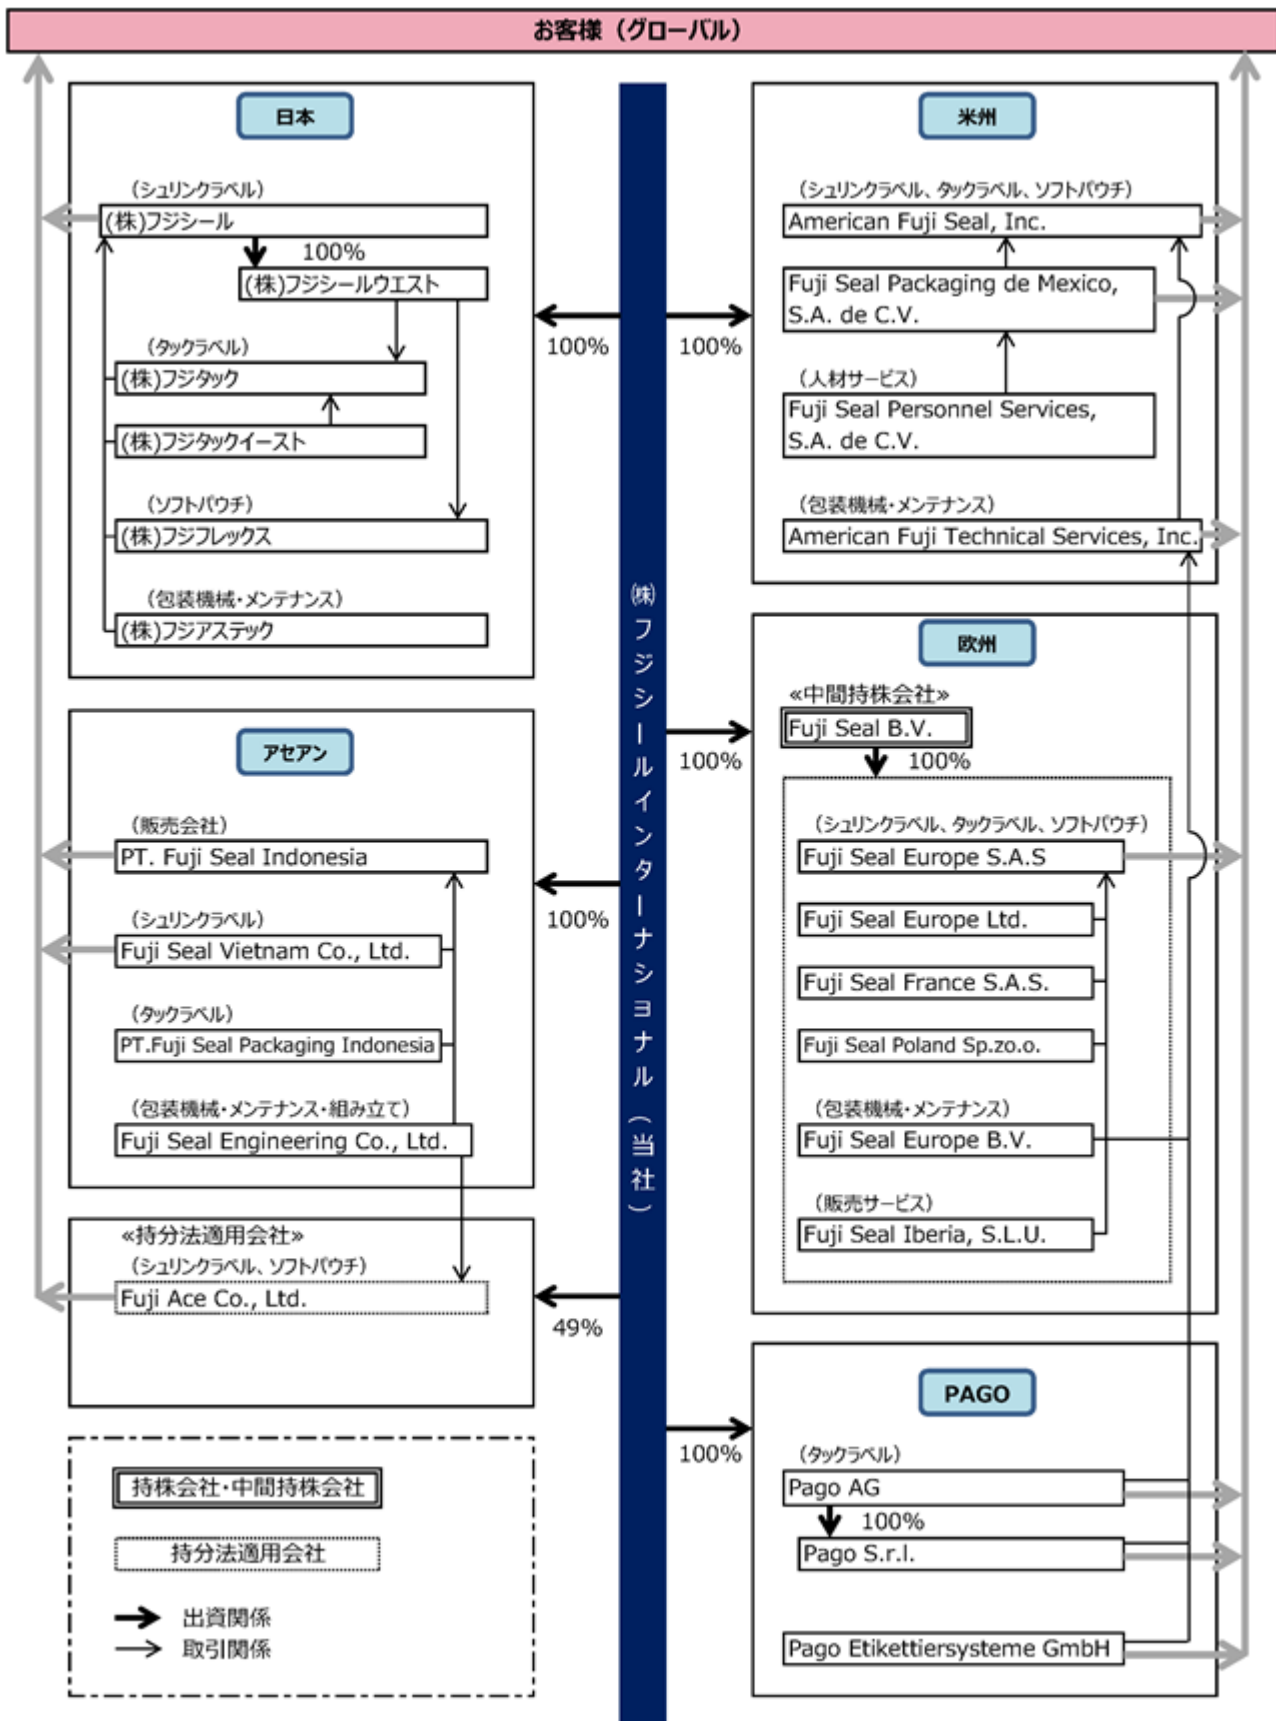 お客様（グローバル）
日本
（シュリンクラベル）
(株)フジシール
100%
(株)フジシールウエスト
（タックラベル）
(株)フジタック
(株)フジタックイースト
（ソフトパウチ）
(株)フジフレックス
（包装機械・メンテナンス）
(株)フジアステック
100%
アセアン
（販売会社）
PT. Fuji Seal Indonesia
（シュリンクラベル）
Fuji Seal Vietnam Co., Ltd.
（タックラベル）
PT.Fuji Seal Packaging Indonesia
（包装機械・メンテナンス・組み立て）
Fuji Seal Engineering Co., Ltd.
100%
«持分法適用会社»
（シュリンクラベル、ソフトパウチ）
Fuji Ace Co., Ltd.
49%
持株会社・中間持株会社
持分法適用会社
出資関係
取引関係
㈱フジシールインターナショナル（当社）
米州
（シュリンクラベル、タックラベル、ソフトパウチ）
American Fuji Seal, Inc.
Fuji Seal Packaging de Mexico,
S.A. de C.V.
（人材サービス）
Fuji Seal Personnel Services,
S.A. de C.V.
（包装機械・メンテナンス）
American Fuji Technical Services, Inc.
100%
欧州
«中間持株会社»
Fuji Seal B.V.
100%
100%
（シュリンクラベル、タックラベル、ソフトパウチ）
Fuji Seal Europe S.A.S
Fuji Seal Europe Ltd.
Fuji Seal France S.A.S.
Fuji Seal Poland Sp.zo.o.
（包装機械・メンテナンス）
Fuji Seal Europe B.V.
（販売サービス）
Fuji Seal Iberia, S.L.U.
PAGO
100%
（タックラベル）
Pago AG
100%
Pago S.r.l.
Pago Etikettiersysteme GmbH